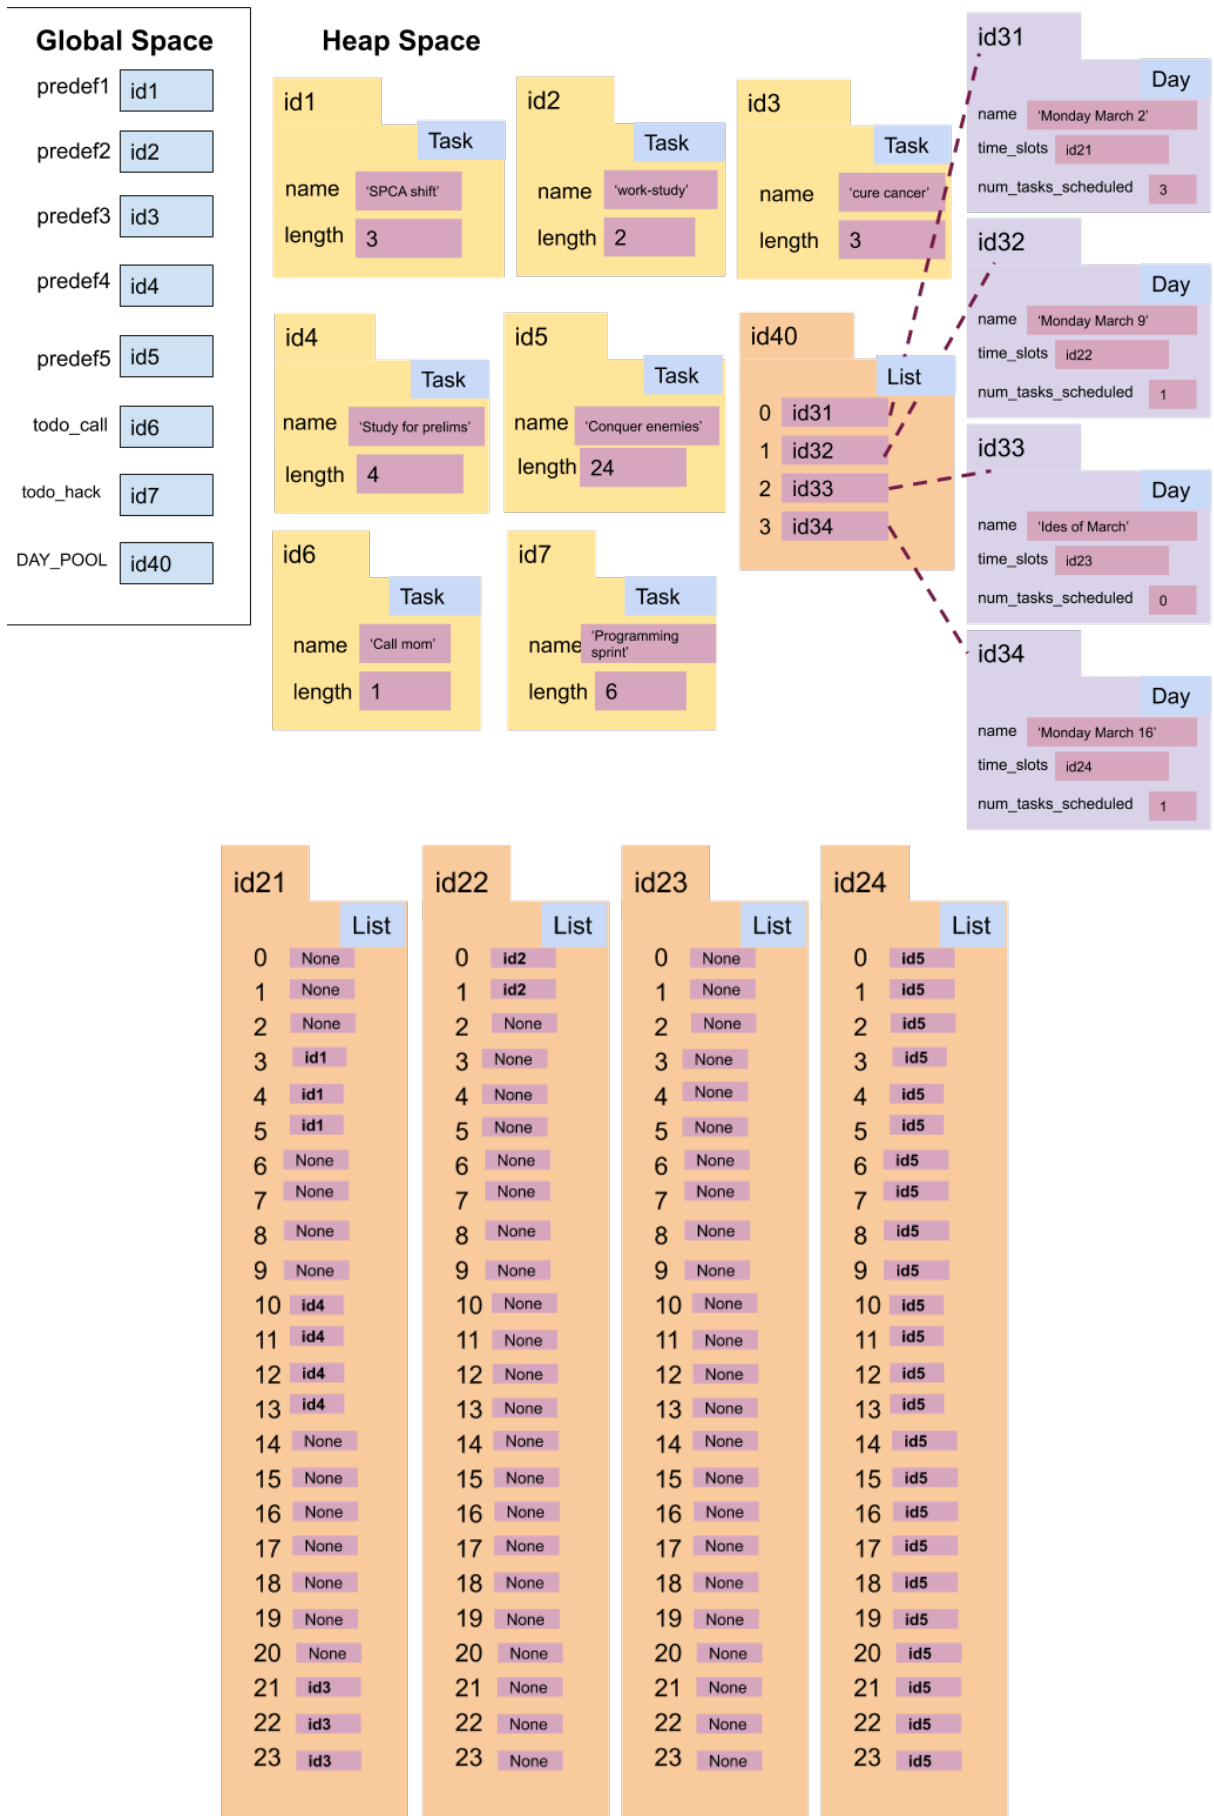 Global Space
predef1 id1
predef2 id2
predef3 id3
predef4 id4
predef5 id5
todo_call id6
todo_hack id7
DAY_POOL id40
Heap Space
id1
Task
name ‘SPCA shift’
length 3
id2
Task
name ‘work-study’
length 2
id3
Task
name ‘cure cancer’
length 3
id4
Task
name ‘Study for prelims’
length 4
id5
Task
name ‘Conquer enemies’
length 24
id6
Task
name ‘Call mom’
length 1
id7
Task
name ‘Programming
sprint’
length 6
id40
List
0 id31
1 id32
2 id33
3 id34
id31
Day
name ‘Monday March 2’
time_slots id21
num_tasks_scheduled 3
id32
Day
name ‘Monday March 9’
time_slots id22
num_tasks_scheduled 1
id33
Day
name ‘Ides of March’
time_slots id23
num_tasks_scheduled 0
id34
Day
name ‘Monday March 16’
time_slots id24
num_tasks_scheduled 1
id21
List
0 None
1 None
2 None
3 id1
4 id1
5 id1
6 None
7 None
8 None
9 None
10 id4
11 id4
12 id4
13 id4
14 None
15 None
16 None
17 None
18 None
19 None
20 None
21 id3
22 id3
23 id3
id22
List
0 id2
1 id2
2 None
3 None
4 None
5 None
6 None
7 None
8 None
9 None
10 None
11 None
12 None
13 None
14 None
15 None
16 None
17 None
18 None
19 None
20 None
21 None
22 None
23 None
id23
List
0 None
1 None
2 None
3 None
4 None
5 None
6 None
7 None
8 None
9 None
10 None
11 None
12 None
13 None
14 None
15 None
16 None
17 None
18 None
19 None
20 None
21 None
22 None
23 None
id24
List
0 id5
1 id5
2 id5
3 id5
4 id5
5 id5
6 id5
7 id5
8 id5
9 id5
10 id5
11 id5
12 id5
13 id5
14 id5
15 id5
16 id5
17 id5
18 id5
19 id5
20 id5
21 id5
22 id5
23 id5